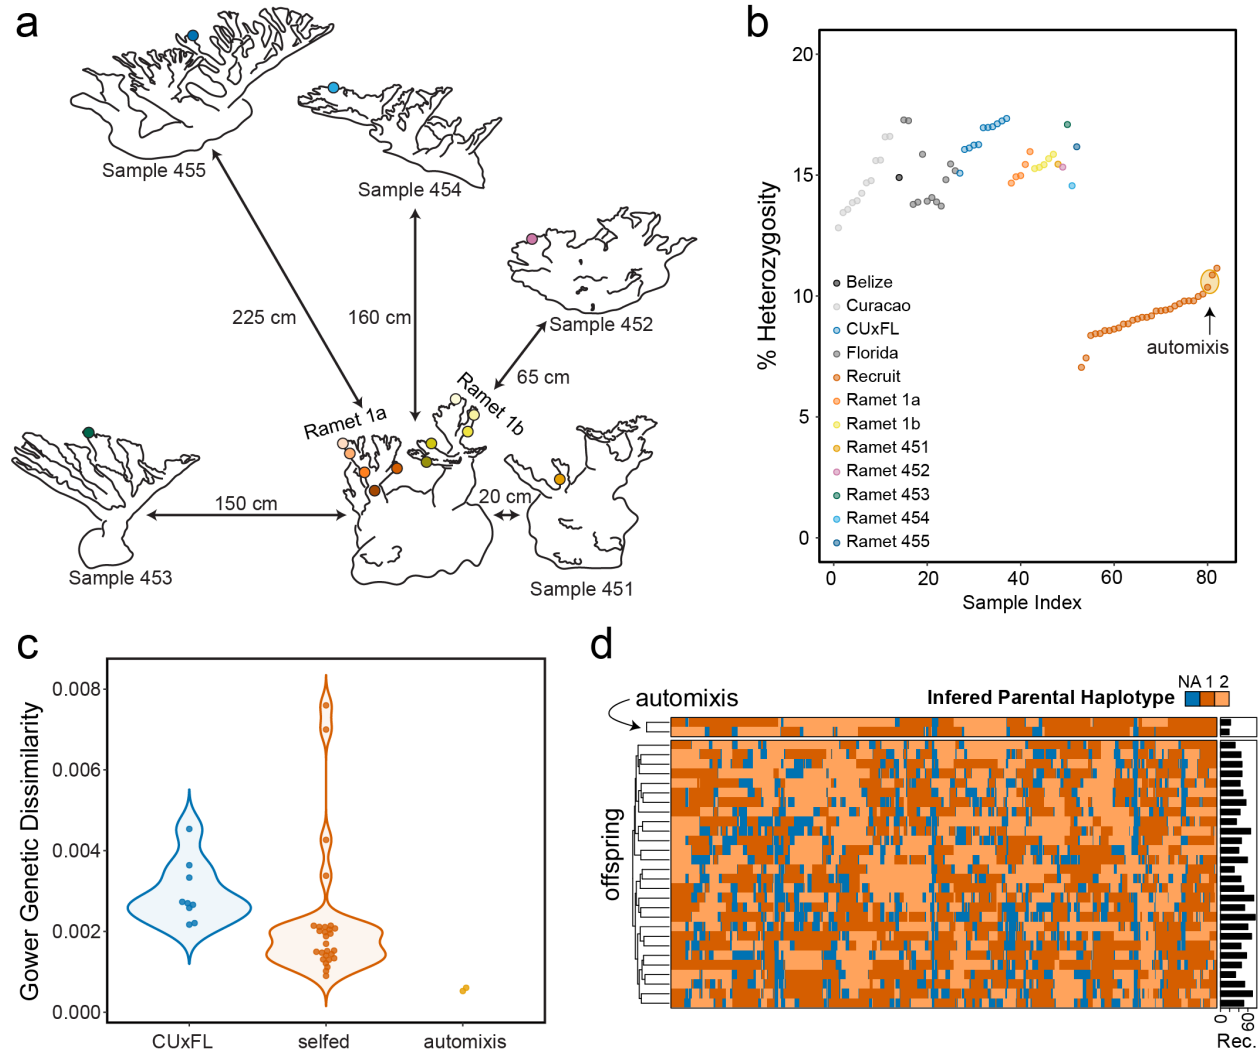 a
Sample 455
Sample 454
Sample 452
225 cm
160 cm
65 cm
Ramet 1a
Ramet 1b
150 cm
20 cm
Sample 453
Sample 451
b
% Heterozygosity
20
15
10
5
0
Belize
Curacao
CUxFL
Florida
Recruit
Ramet 1a
Ramet 1b
Ramet 451
Ramet 452
Ramet 453
Ramet 454
Ramet 455
automixis
0 20 40 60 80
Sample Index
c
Gower Genetic Dissimilarity
0.008
0.006
0.004
0.002
0.000
CUxFL selfed automixis
d
automixis
Infered Parental Haplotype
NA 1 2
offspring
0 60
Rec.